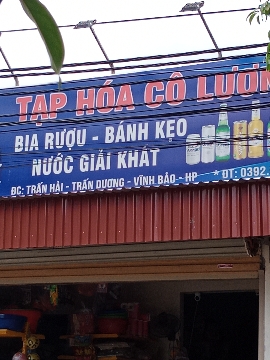 TẠP HÓA CÔ LƯƠN
BIA RƯỢU - BÁNH KẸO
NƯỚC GIẢI KHÁT
ĐC: TRẤN HẢI - TRẤN DƯƠNG - VĨNH BẢO - HP * ĐT: 0392.